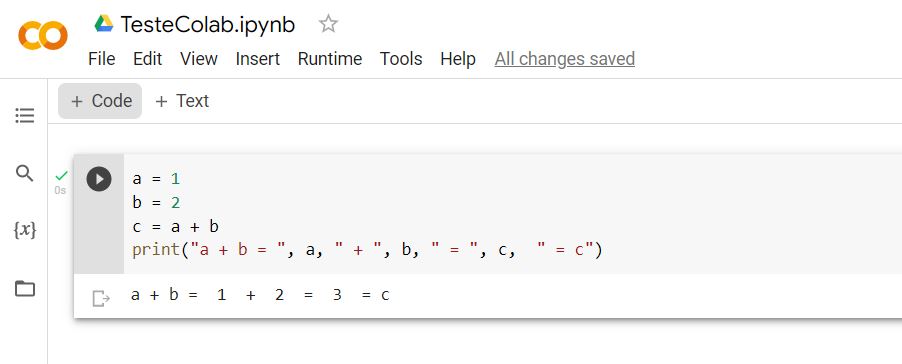 TesteColab.ipynb
File Edit View Insert Runtime Tools Help All changes saved
+ Code + Text
{x}
0s
a = 1
b = 2
c = a + b
print("a + b = ", a, " + ", b, " = ", c,  " = c")
a + b =  1  +  2  =  3  = c